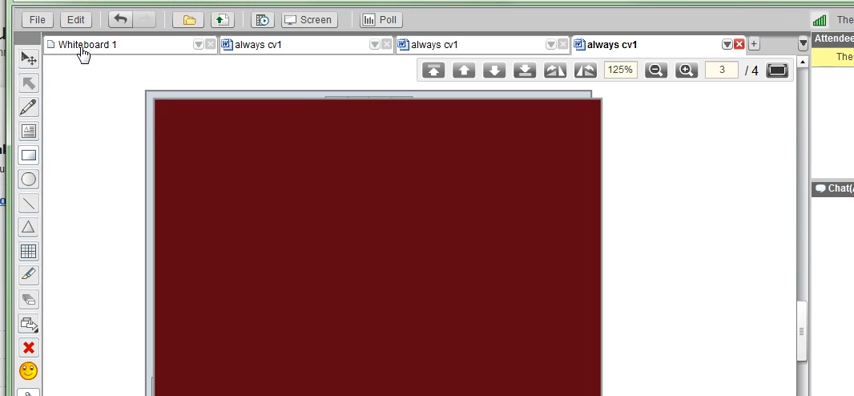 File Edit Screen Poll The
Attendee
Whiteboard 1 always cv1 always cv1 always cv1
The
125% 3 / 4
Chat(